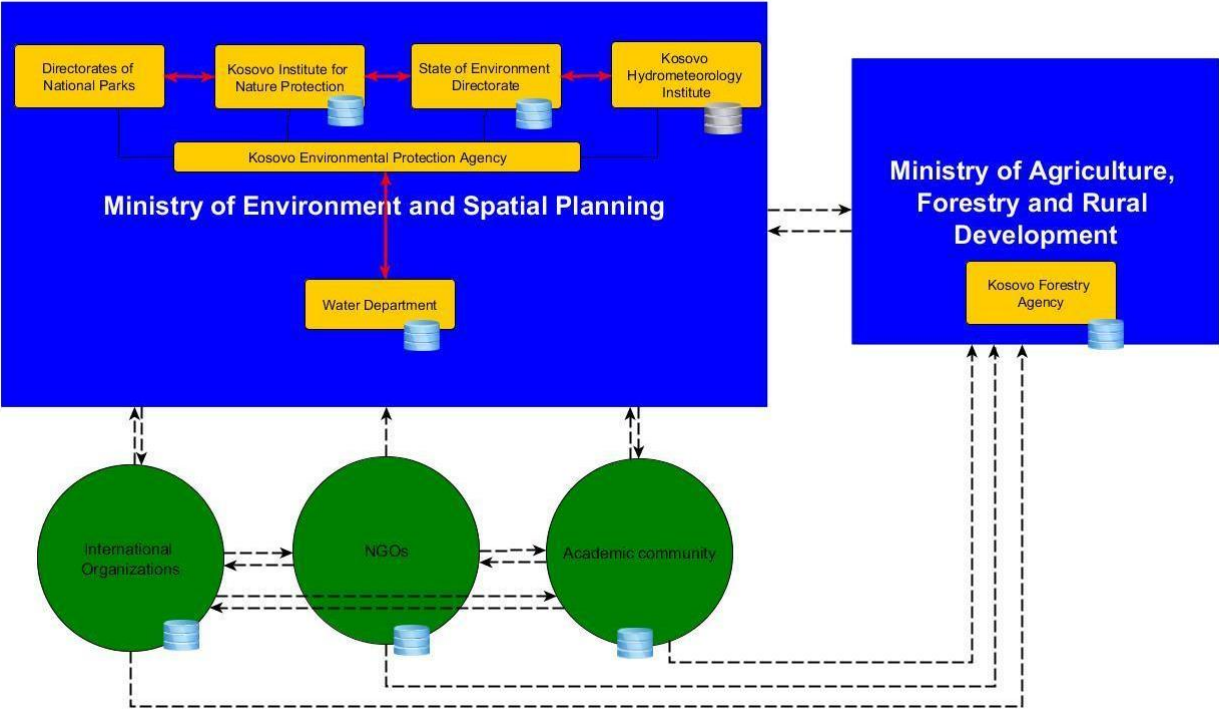 Directorates of
National Parks
Kosovo Institute for
Nature Protection
State of Environment
Directorate
Kosovo
Hydrometeorology
Institute
Kosovo Environmental Protection Agency
Ministry of Environment and Spatial Planning
Water Department
Ministry of Agriculture,
Forestry and Rural
Development
Kosovo Forestry
Agency
International
Organizations
NGOs
Academic community